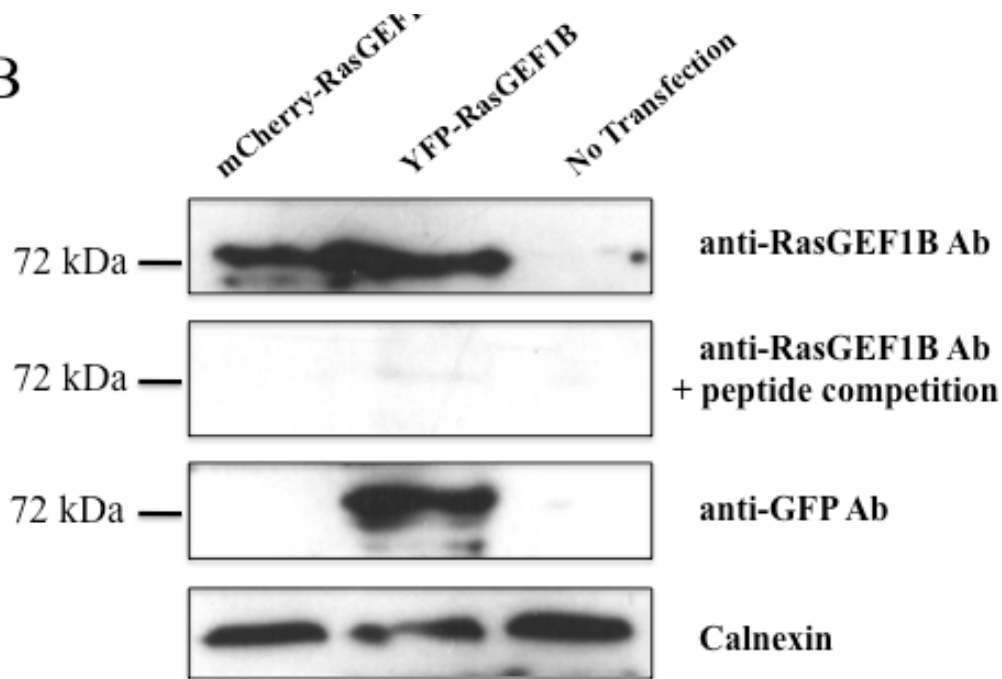 B
mCherry-RasGEF1
YFP-RasGEF1B
No Transfection
72 kDa
anti-RasGEF1B Ab
72 kDa
anti-RasGEF1B Ab
+ peptide competition
72 kDa
anti-GFP Ab
Calnexin